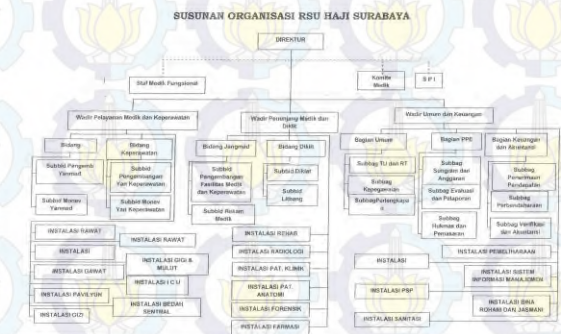 SUSUNAN ORGANISASI RSU HAJI SURABAYA
DIREKTUR
Staf Medik Fungsional
Komite
Medik
S P I
Wadir Pelayanan Medik dan Keperawatan
Wadir Penunjang Medik dan
Diklit
Wadir Umum dan Keuangan
Bidang
Bidang
Keperawatan
Bidang Jangmed
Bidang Diklit
Bagian Umum
Bagian PPE
Bagian Keuangan
dan Akuntansi
Subbid Pengemb
Yanmed
Subbid
Pengembangan
Yan Keperawatan
Subbid
Pengembangan
Fasilitas Medik
dan Keperawatan
Subbid Diklat
Subbag TU dan RT
Subbag
Sungram dan
Anggaran
Subbag
Penerimaan
Pendapatan
Subbid Monev
Yanmed
Subbid Monev
Yan Keperawatan
Subbid Rekam
Medik
Subbid
Litbang
Subbag
Kepegawaian
SubbagPerlengkapa
n
Subbag Evaluasi
dan Pelaporan
Subbag
Hukmas dan
Pemasaran
Subbag
Perbendaharaan
Subbag Verifikasi
dan Akuntansi
INSTALASI RAWAT
INSTALASI
INSTALASI GAWAT
INSTALASI PAVILYUN
INSTALASI GIZI
INSTALASI RAWAT
INSTALASI GIGI &
MULUT
INSTALASI I C U
INSTALASI BEDAH
SENTRAL
INSTALASI REHAB
INSTALASI RADIOLOGI
INSTALASI PAT. KLINIK
INSTALASI PAT.
ANATOMI
INSTALASI FORENSIK
INSTALASI FARMASI
INSTALASI
INSTALASI PSP
INSTALASI SANITASI
INSTALASI PEMELIHARAAN
INSTALASI SISTEM
INFORMASI MANAJEMEN
INSTALASI BINA
ROHANI DAN JASMANI